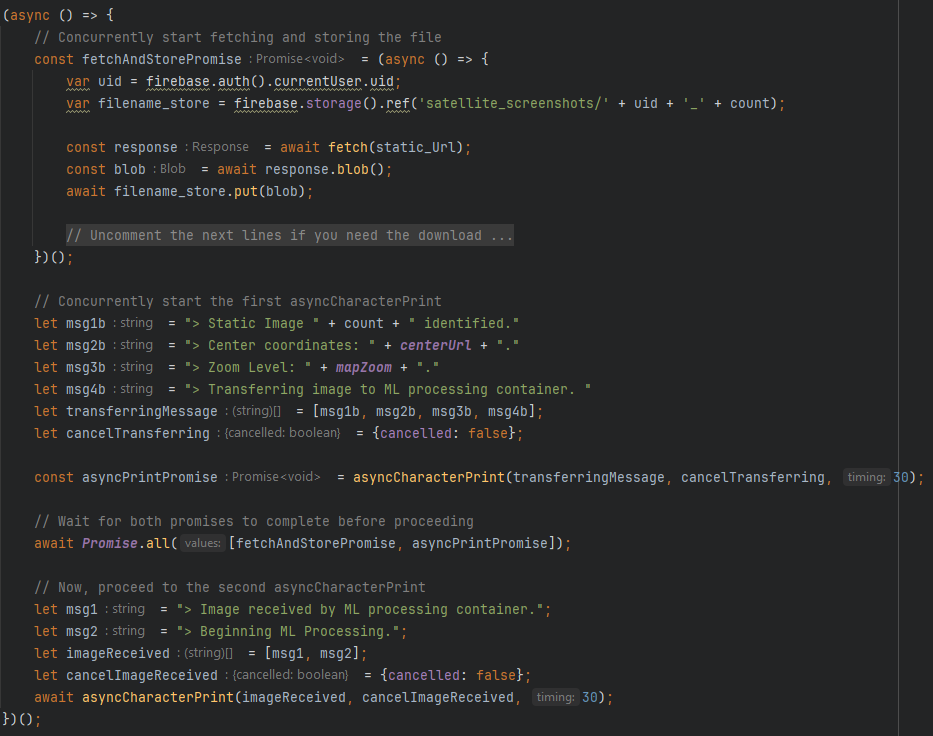 (async () => {
    // Concurrently start fetching and storing the file
    const fetchAndStorePromise : Promise<void> = (async () => {
        var uid = firebase.auth().currentUser.uid;
        var filename_store = firebase.storage().ref('satellite_screenshots/' + uid + '_' + count);

        const response : Response = await fetch(static_Url);
        const blob : Blob = await response.blob();
        await filename_store.put(blob);

        // Uncomment the next lines if you need the download ...
    })();

    // Concurrently start the first asyncCharacterPrint
    let msg1b : string = "> Static Image " + count + " identified."
    let msg2b : string = "> Center coordinates: " + centerUrl + "."
    let msg3b : string = "> Zoom Level: " + mapZoom + "."
    let msg4b : string = "> Transferring image to ML processing container. "
    let transferringMessage : (string)[] = [msg1b, msg2b, msg3b, msg4b];
    let cancelTransferring : {cancelled: boolean} = {cancelled: false};

    const asyncPrintPromise : Promise<void> = asyncCharacterPrint(transferringMessage, cancelTransferring, timing: 30);

    // Wait for both promises to complete before proceeding
    await Promise.all( values: [fetchAndStorePromise, asyncPrintPromise]);

    // Now, proceed to the second asyncCharacterPrint
    let msg1 : string = "> Image received by ML processing container.";
    let msg2 : string = "> Beginning ML Processing.";
    let imageReceived : (string)[] = [msg1, msg2];
    let cancelImageReceived : {cancelled: boolean} = {cancelled: false};
    await asyncCharacterPrint(imageReceived, cancelImageReceived, timing: 30);
})();